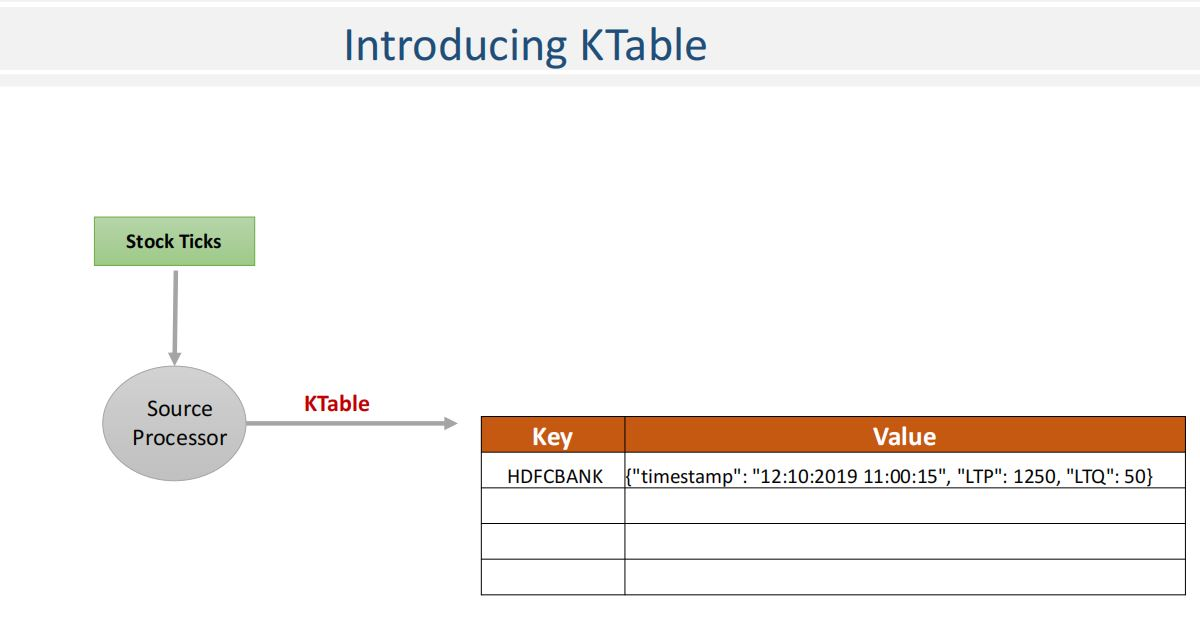 Introducing KTable
Stock Ticks
Source
Processor
KTable
Key Value
HDFCBANK {"timestamp": "12:10:2019 11:00:15", "LTP": 1250, "LTQ": 50}